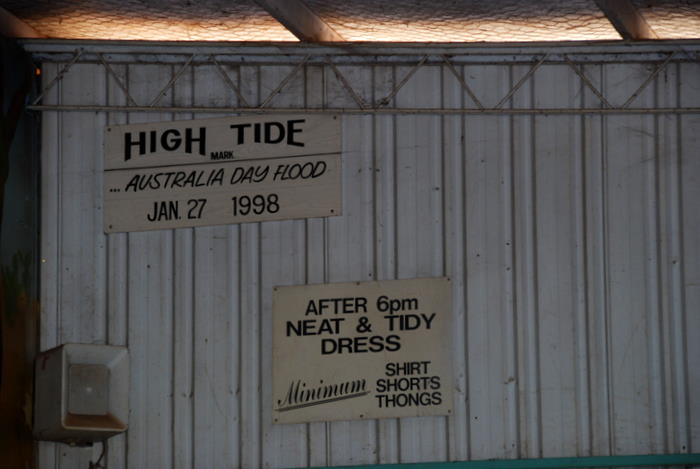 HIGH TIDE
MARK
... AUSTRALIA DAY FLOOD
JAN. 27 1998
AFTER 6pm
NEAT & TIDY
DRESS
Minimum
SHIRT
SHORTS
THONGS